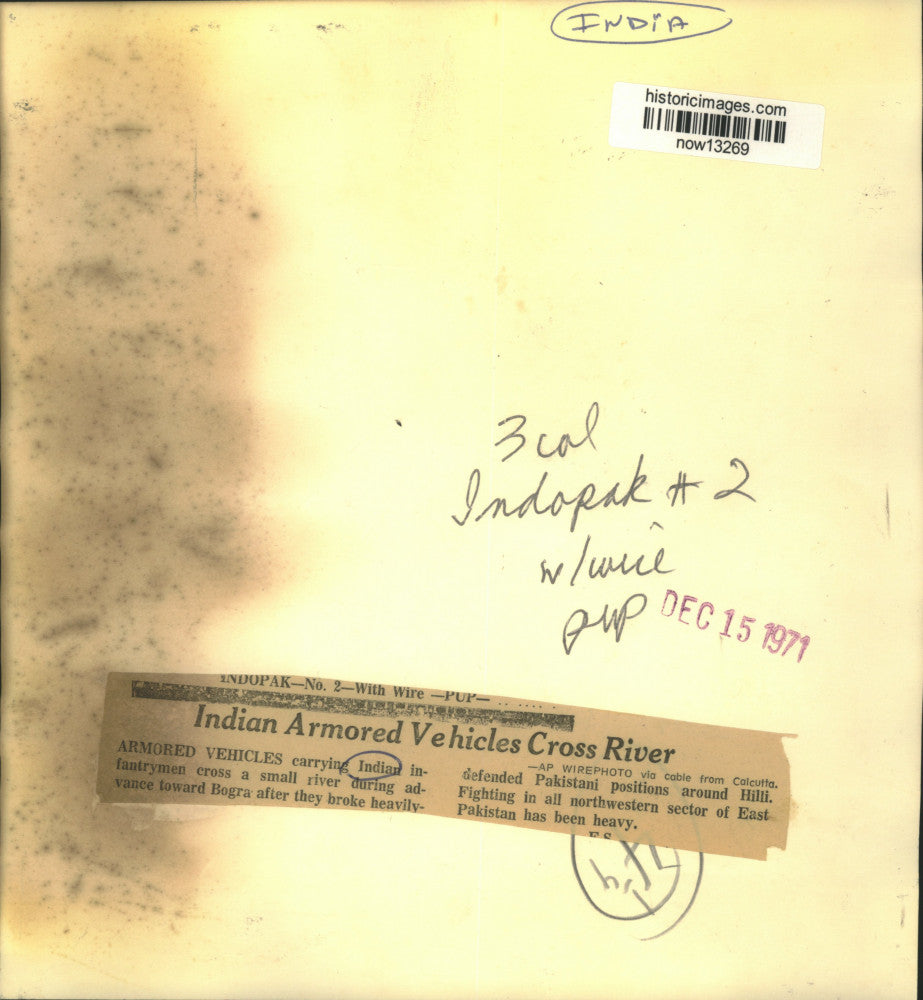 INDIA
historicimages.com
now13269
3 col
Indopak # 2
w/wire
PUP
DEC 15 1971
INDOPAK—No. 2—With Wire —PUP—
Indian Armored Vehicles Cross River
—AP WIREPHOTO via cable from Calcutta.
ARMORED VEHICLES carrying Indian in-
fantrymen cross a small river during ad-
vance toward Bogra after they broke heavily-
defended Pakistani positions around Hilli.
Fighting in all northwestern sector of East
Pakistan has been heavy.